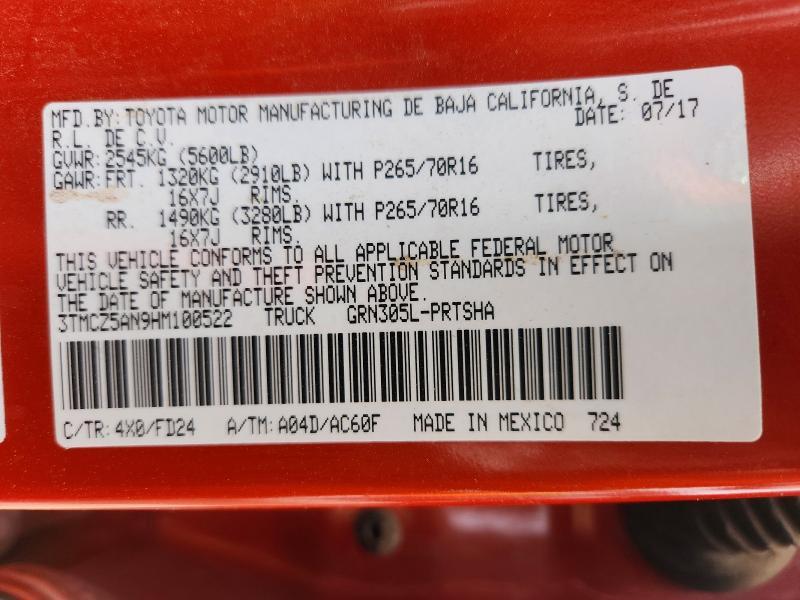 MFD.BY: TOYOTA MOTOR MANUFACTURING DE BAJA CALIFORNIA, S. DE
R.L. DE C.V. DATE: 07/17
GVWR: 2545KG (5600LB)
GAWR: FRT. 1320KG (2910LB) WITH P265/70R16 TIRES,
16X7J RIMS.
RR. 1490KG (3280LB) WITH P265/70R16 TIRES,
16X7J RIMS.
THIS VEHICLE CONFORMS TO ALL APPLICABLE FEDERAL MOTOR
VEHICLE SAFETY AND THEFT PREVENTION STANDARDS IN EFFECT ON
THE DATE OF MANUFACTURE SHOWN ABOVE.
3TMCZ5AN9HM100522 TRUCK GRN305L-PRTSHA
C/TR: 4X0/FD24 A/TM: A04D/AC60F MADE IN MEXICO 724